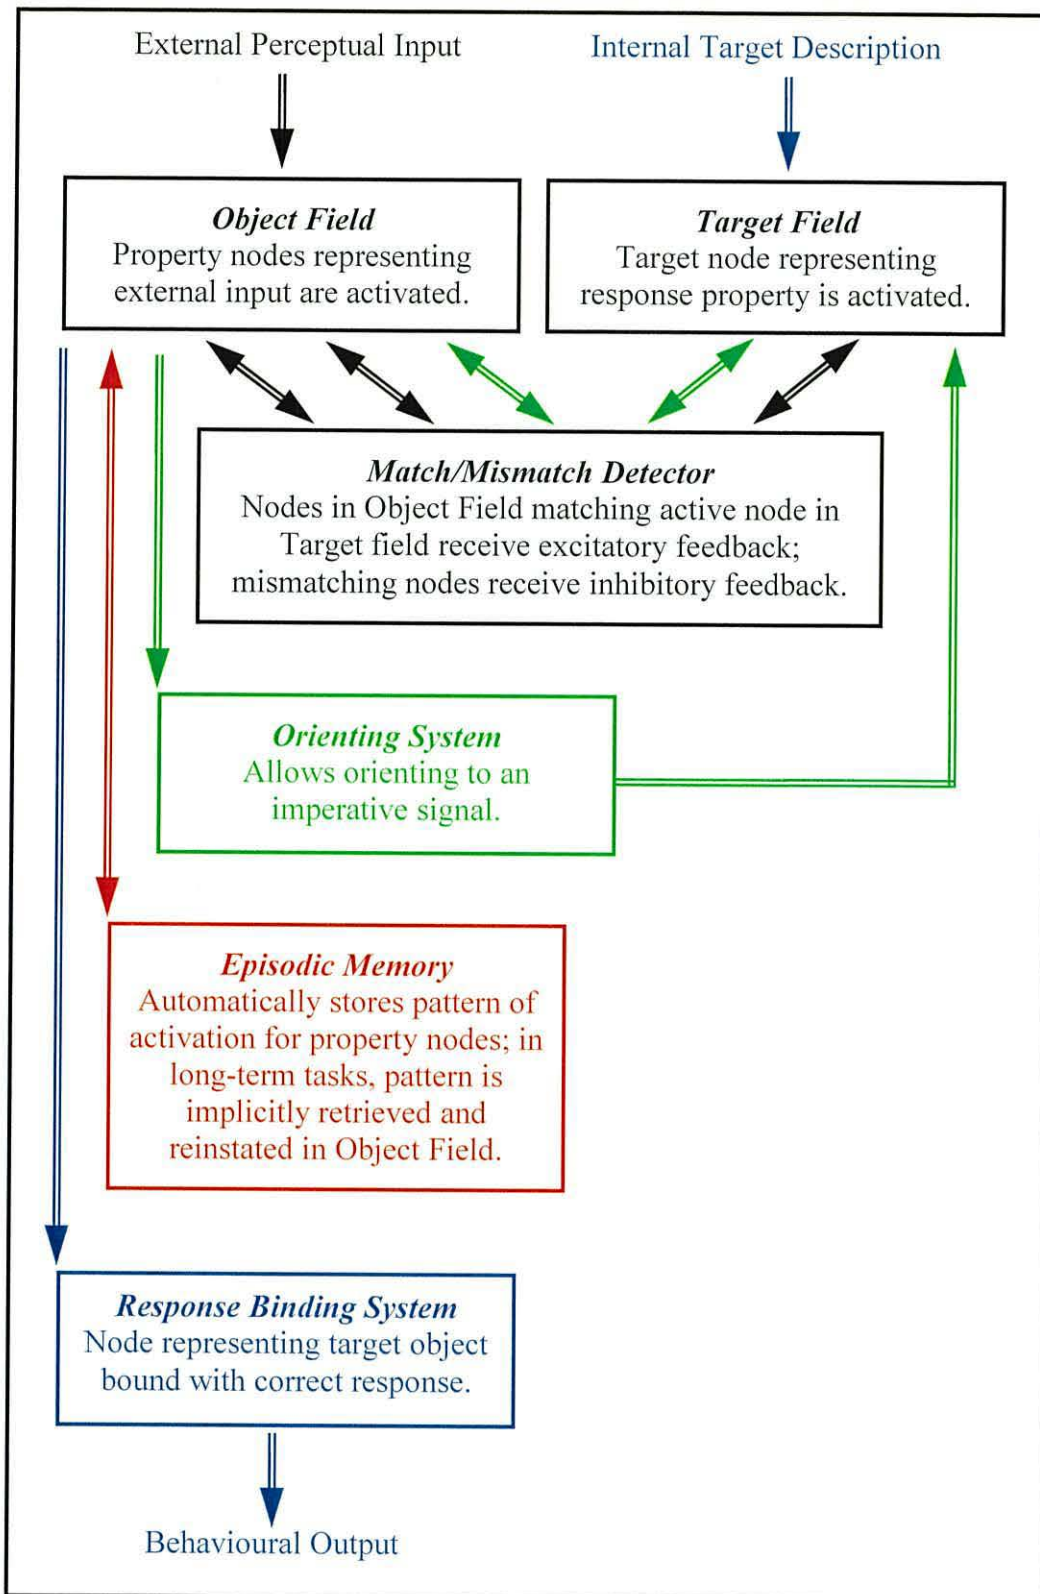 External Perceptual Input
Internal Target Description
Object Field
Property nodes representing
external input are activated.
Target Field
Target node representing
response property is activated.
Match/Mismatch Detector
Nodes in Object Field matching active node in
Target field receive excitatory feedback;
mismatching nodes receive inhibitory feedback.
Orienting System
Allows orienting to an
imperative signal.
Episodic Memory
Automatically stores pattern of
activation for property nodes; in
long-term tasks, pattern is
implicitly retrieved and
reinstated in Object Field.
Response Binding System
Node representing target object
bound with correct response.
Behavioural Output